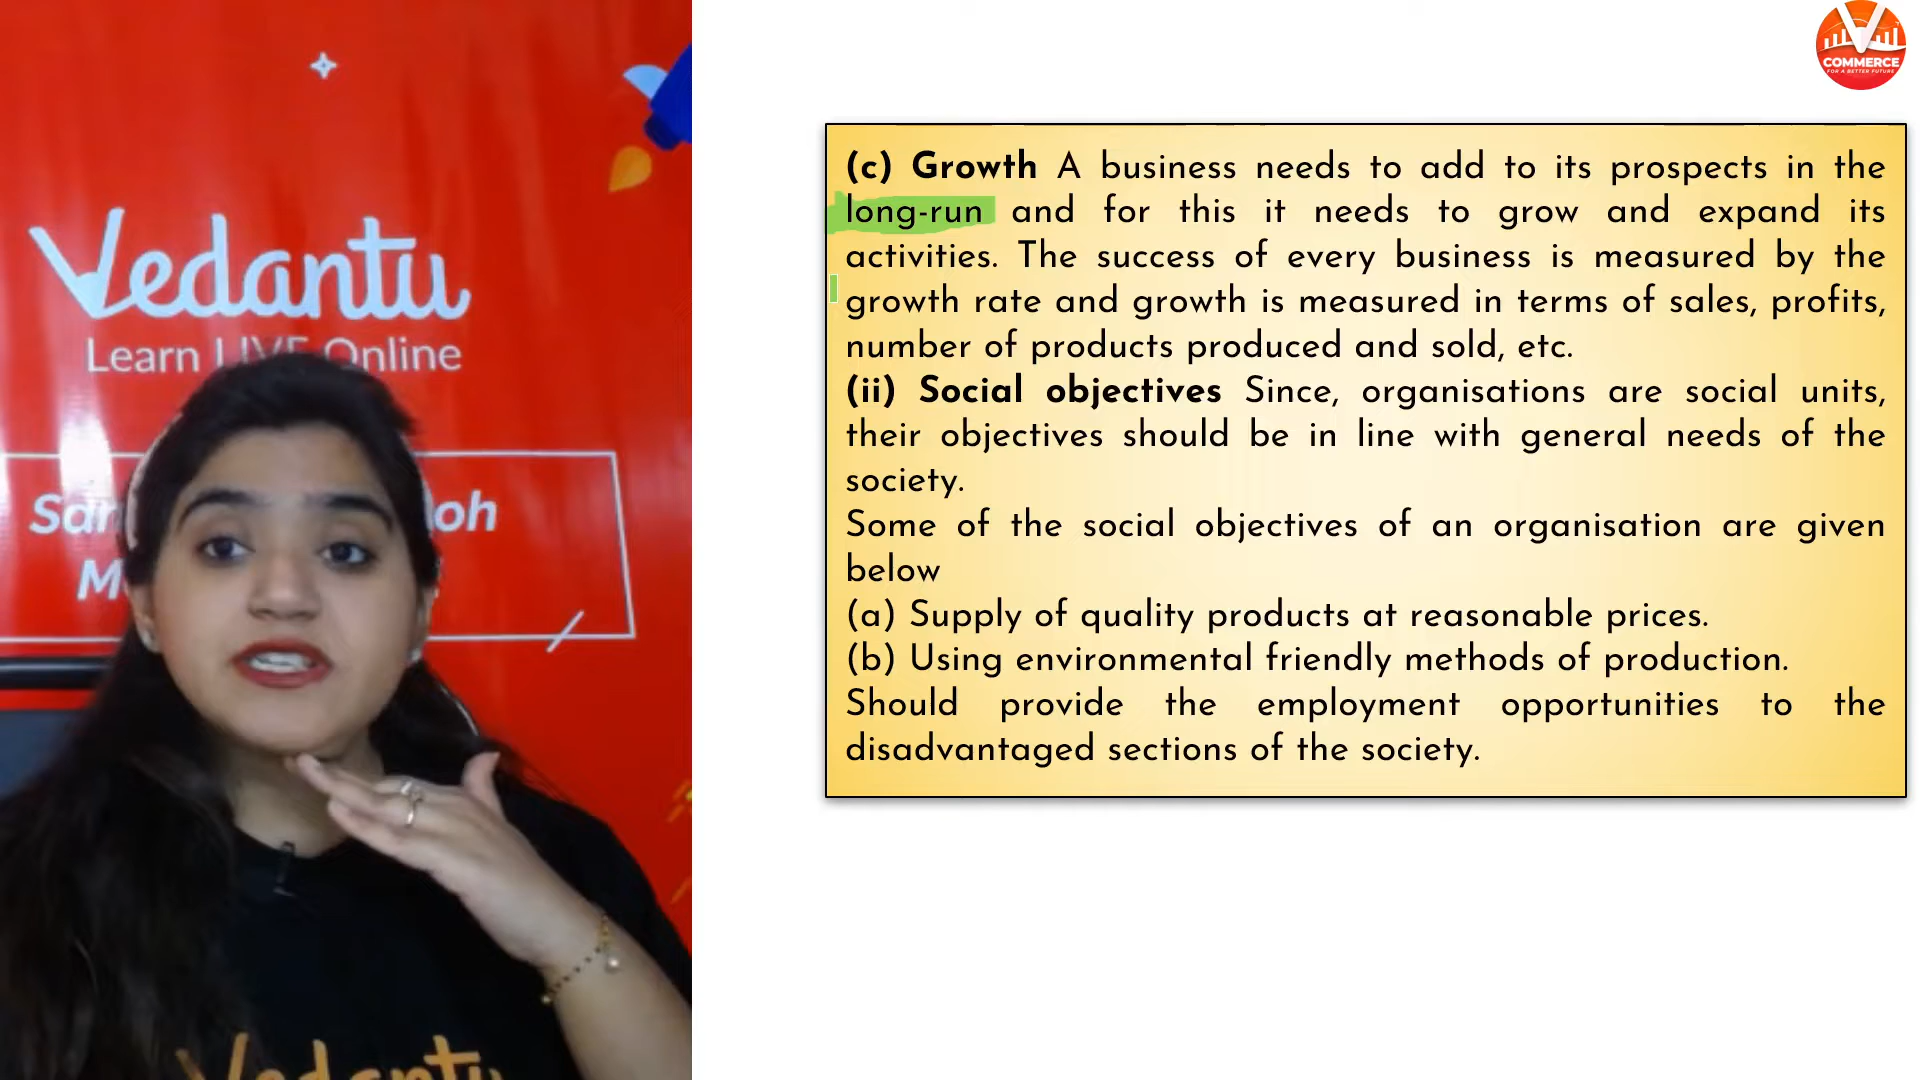 Vedantu
Learn LIVE Online
COMMERCE
FOR A BETTER FUTURE
(c) Growth A business needs to add to its prospects in the
long-run and for this it needs to grow and expand its
activities. The success of every business is measured by the
growth rate and growth is measured in terms of sales, profits,
number of products produced and sold, etc.
(ii) Social objectives Since, organisations are social units,
their objectives should be in line with general needs of the
society.
Some of the social objectives of an organisation are given
below
(a) Supply of quality products at reasonable prices.
(b) Using environmental friendly methods of production.
Should provide the employment opportunities to the
disadvantaged sections of the society.
Vedantu